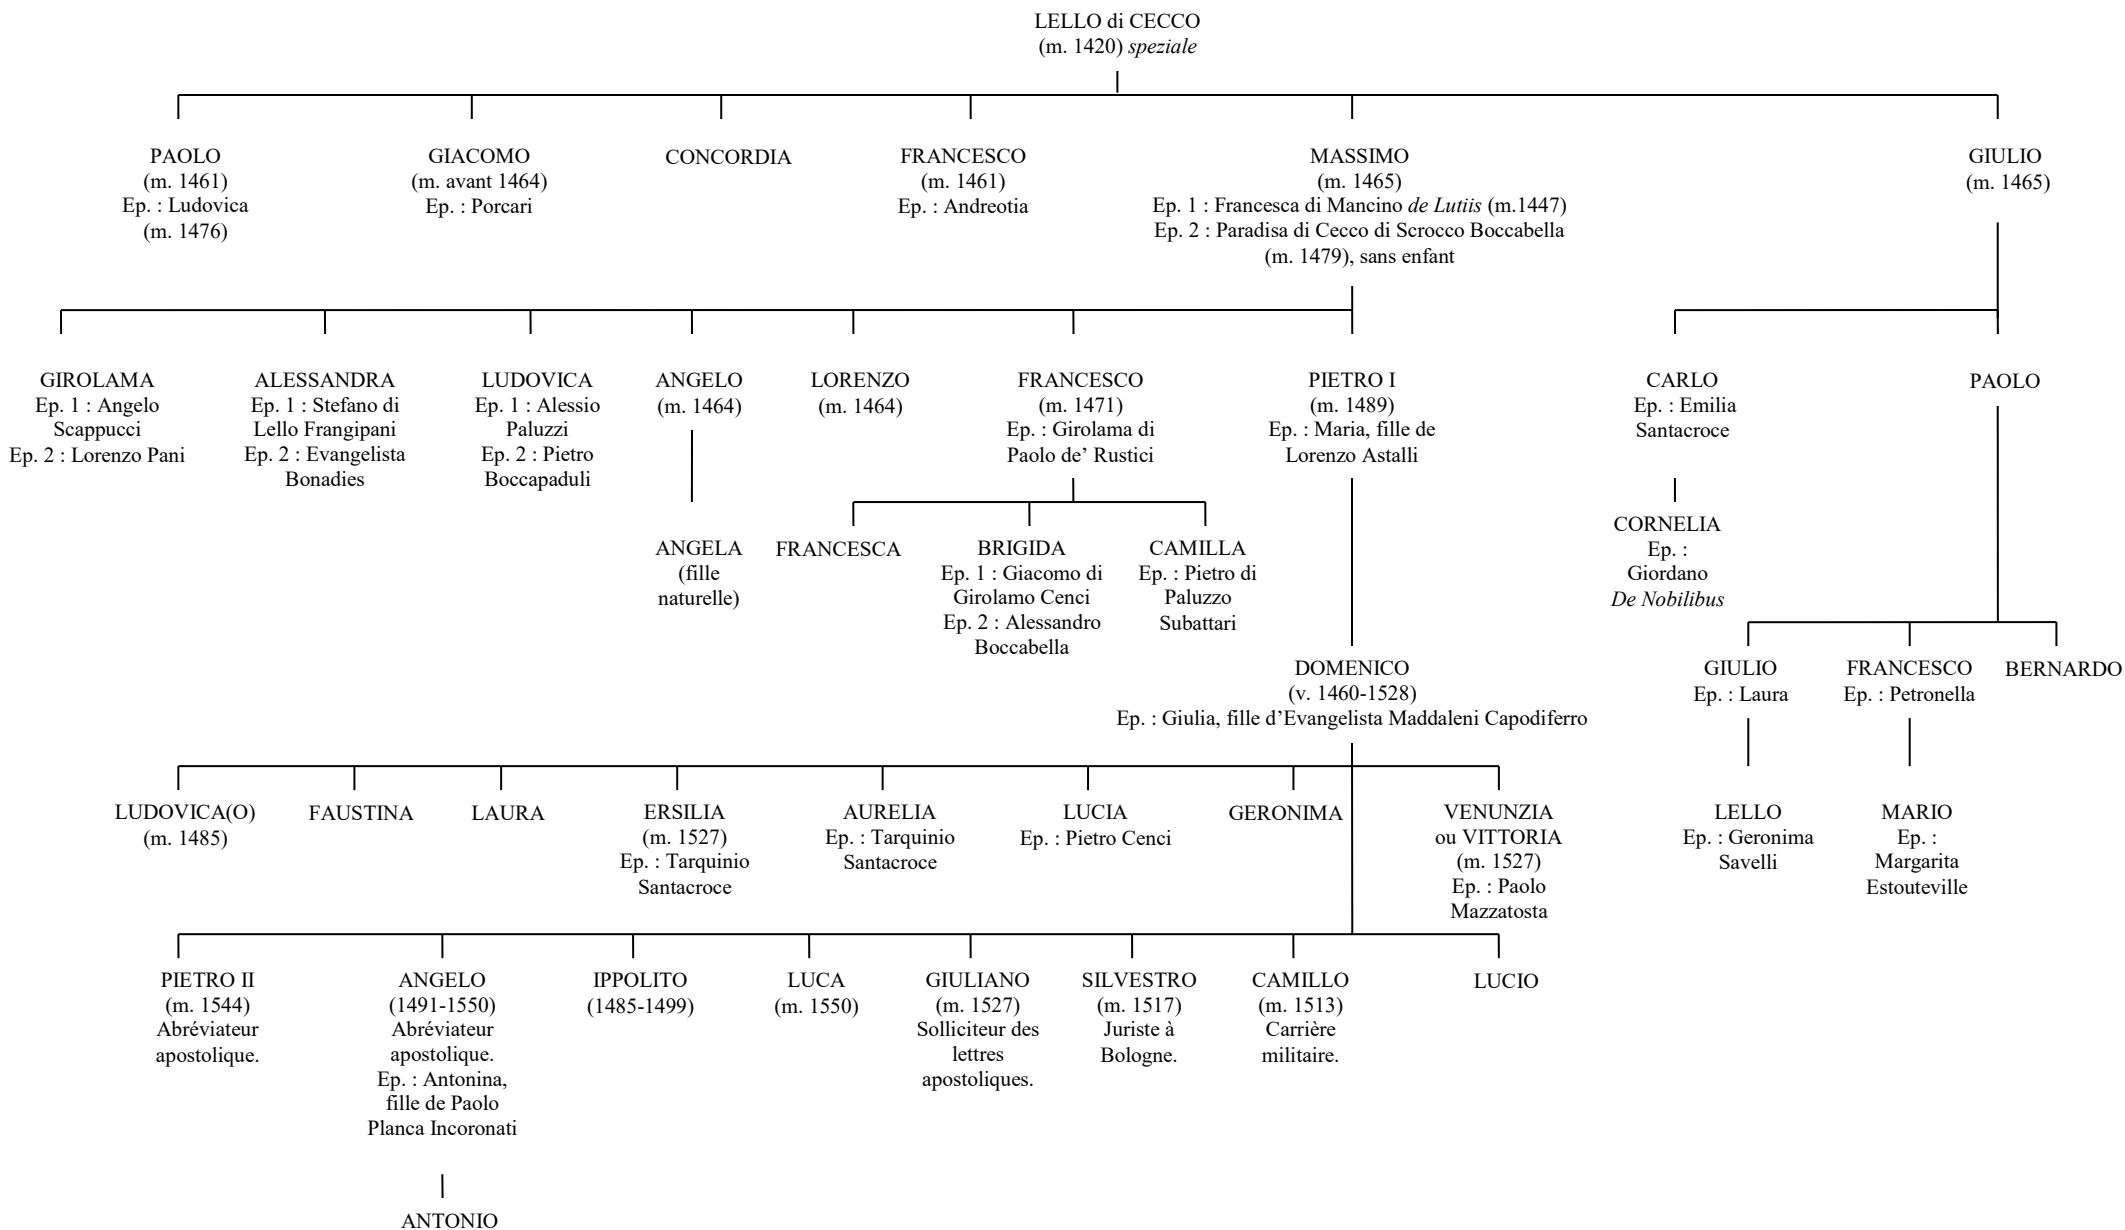 LELLO di CECCO
(m. 1420) speziale
PAOLO
(m. 1461)
Ep. : Ludovica
(m. 1476)
GIACOMO
(m. avant 1464)
Ep. : Porcari
CONCORDIA
FRANCESCO
(m. 1461)
Ep. : Andreotia
MASSIMO
(m. 1465)
Ep. 1 : Francesca di Mancino de Lutiis (m.1447)
Ep. 2 : Paradisa di Cecco di Scrocco Boccabella
(m. 1479), sans enfant
GIULIO
(m. 1465)
GIROLAMA
Ep. 1 : Angelo
Scappucci
Ep. 2 : Lorenzo Pani
ALESSANDRA
Ep. 1 : Stefano di
Lello Frangipani
Ep. 2 : Evangelista
Bonadies
LUDOVICA
Ep. 1 : Alessio
Paluzzi
Ep. 2 : Pietro
Boccapaduli
ANGELO
(m. 1464)
LORENZO
(m. 1464)
FRANCESCO
(m. 1471)
Ep. : Girolama di
Paolo de’ Rustici
PIETRO I
(m. 1489)
Ep. : Maria, fille de
Lorenzo Astalli
CARLO
Ep. : Emilia
Santacroce
PAOLO
ANGELA
(fille
naturelle)
FRANCESCA
BRIGIDA
Ep. 1 : Giacomo di
Girolamo Cenci
Ep. 2 : Alessandro
Boccabella
CAMILLA
Ep. : Pietro di
Paluzzo
Subattari
CORNELIA
Ep. :
Giordano
De Nobilibus
DOMENICO
(v. 1460-1528)
Ep. : Giulia, fille d’Evangelista Maddaleni Capodiferro
GIULIO
Ep. : Laura
FRANCESCO
Ep. : Petronella
BERNARDO
LUDOVICA(O)
(m. 1485)
FAUSTINA
LAURA
ERSILIA
(m. 1527)
Ep. : Tarquinio
Santacroce
AURELIA
Ep. : Tarquinio
Santacroce
LUCIA
Ep. : Pietro Cenci
GERONIMA
VENUNZIA
ou VITTORIA
(m. 1527)
Ep. : Paolo
Mazzatosta
LELLO
Ep. : Geronima
Savelli
MARIO
Ep. :
Margarita
Estouteville
PIETRO II
(m. 1544)
Abréviateur
apostolique.
ANGELO
(1491-1550)
Abréviateur
apostolique.
Ep. : Antonina,
fille de Paolo
Planca Incoronati
IPPOLITO
(1485-1499)
LUCA
(m. 1550)
GIULIANO
(m. 1527)
Solliciteur des
lettres
apostoliques.
SILVESTRO
(m. 1517)
Juriste à
Bologne.
CAMILLO
(m. 1513)
Carrière
militaire.
LUCIO
ANTONIO